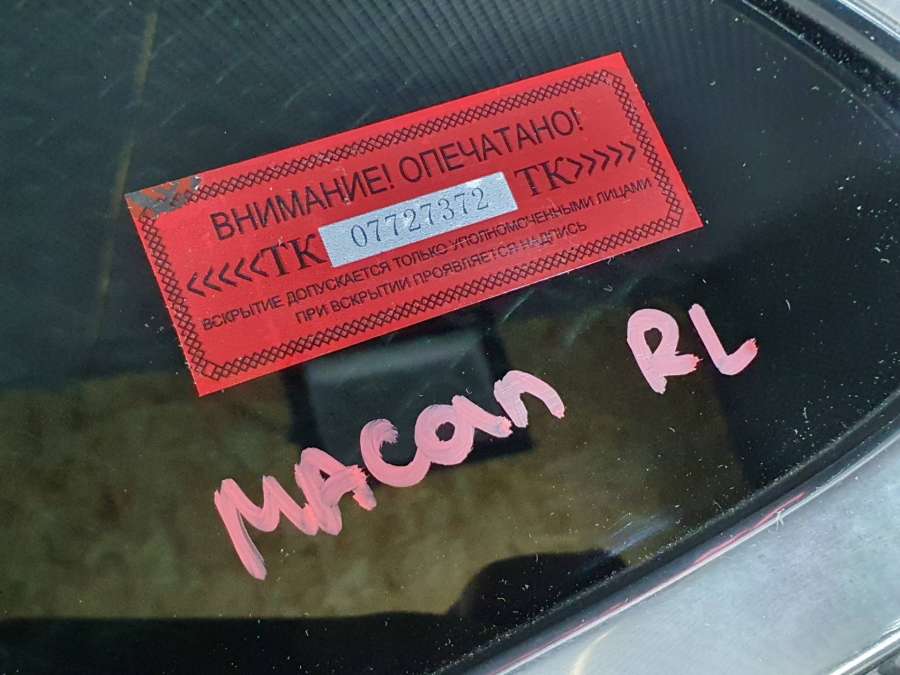 ВНИМАНИЕ! ОПЕЧАТАНО!
<<<<<ТК 07727372 ТК>>>>>
ВСКРЫТИЕ ДОПУСКАЕТСЯ ТОЛЬКО УПОЛНОМОЧЕННЫМИ ЛИЦАМИ
ПРИ ВСКРЫТИИ ПРОЯВЛЯЕТСЯ НАДПИСЬ
MACan RL